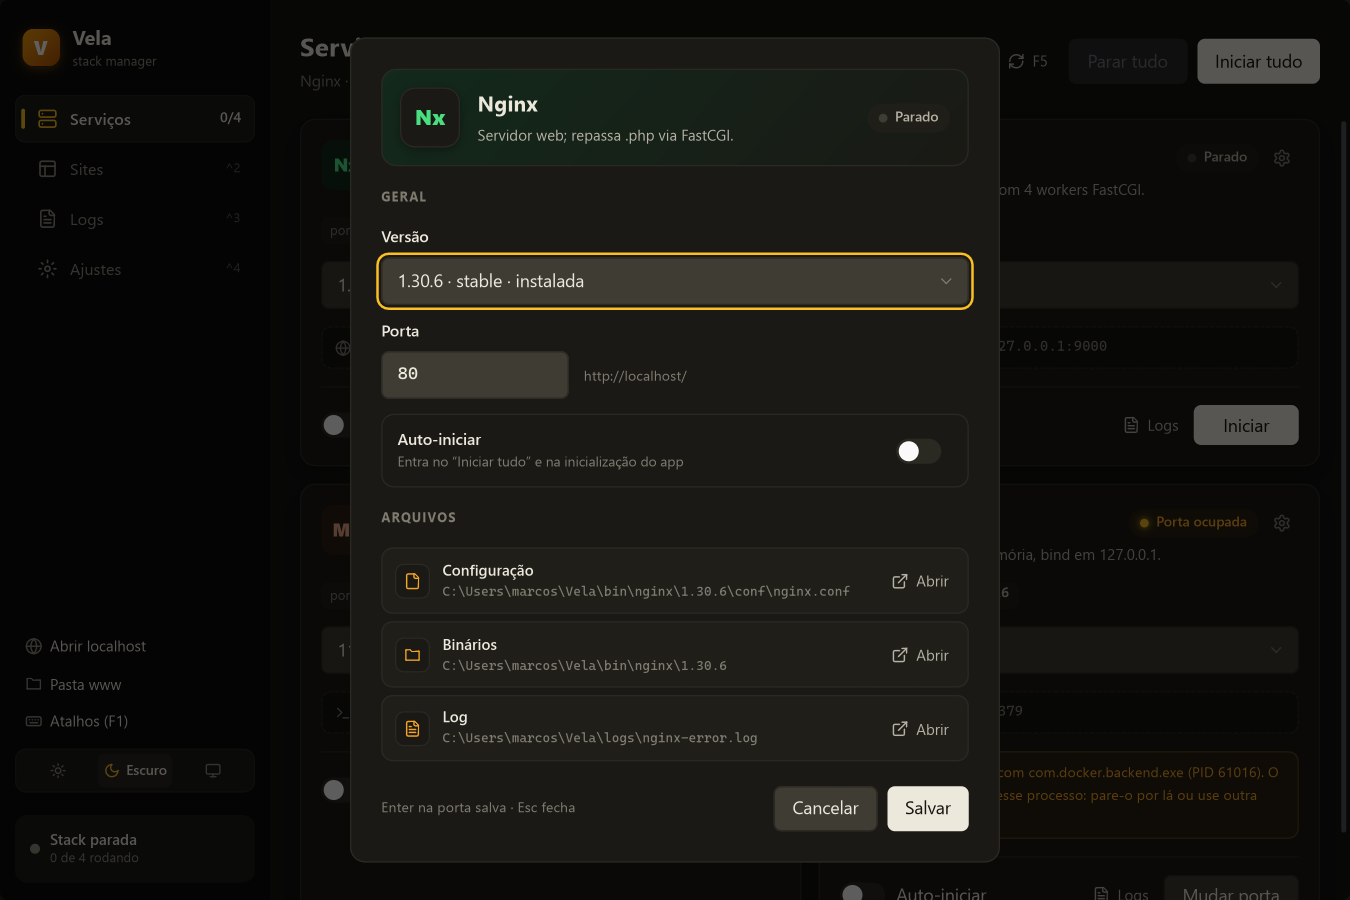 V
Vela
stack manager
Serviços 0/4
Sites ^2
Logs ^3
Ajustes ^4
Abrir localhost
Pasta www
Atalhos (F1)
Escuro
Stack parada
0 de 4 rodando
Serv
Nginx ·
F5
Parar tudo
Iniciar tudo
Nx
Nginx
Servidor web; repassa .php via FastCGI.
Parado
GERAL
Versão
1.30.6 · stable · instalada
Porta
80
http://localhost/
Auto-iniciar
Entra no “Iniciar tudo” e na inicialização do app
ARQUIVOS
Configuração
C:\Users\marcos\Vela\bin\nginx\1.30.6\conf\nginx.conf
Abrir
Binários
C:\Users\marcos\Vela\bin\nginx\1.30.6
Abrir
Log
C:\Users\marcos\Vela\logs\nginx-error.log
Abrir
Enter na porta salva · Esc fecha
Cancelar
Salvar
Parado
om 4 workers FastCGI.
27.0.0.1:9000
Logs
Iniciar
Porta ocupada
mória, bind em 127.0.0.1.
6
379
com com.docker.backend.exe (PID 61016). O
esse processo: pare-o por lá ou use outra
Auto-iniciar
Logs
Mudar porta